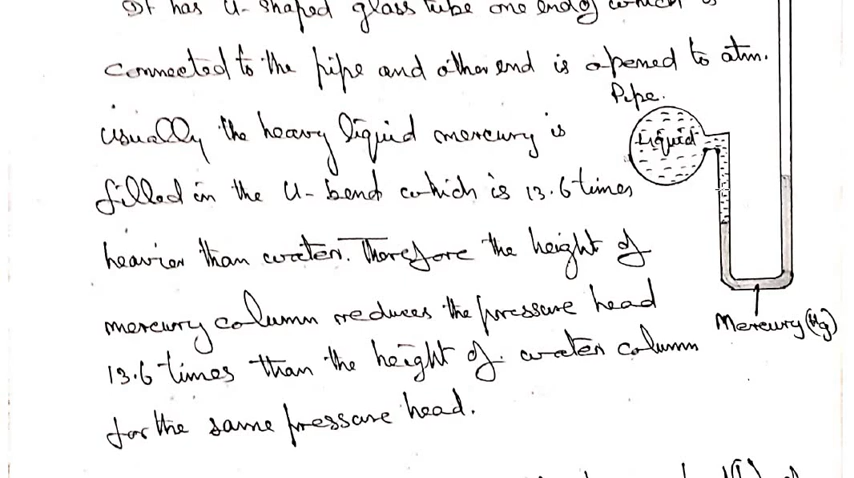 It has U-shaped glass tube one end of which is
connected to the pipe and other end is opened to atm.
Pipe.
Usually the heavy liquid mercury is
Liquid
filled in the U-bend which is 13.6 times
heavier than water. Therefore the height of
mercury column reduces the pressure head
Mercury (Hg)
13.6 times than the height of water column
for the same pressure head.